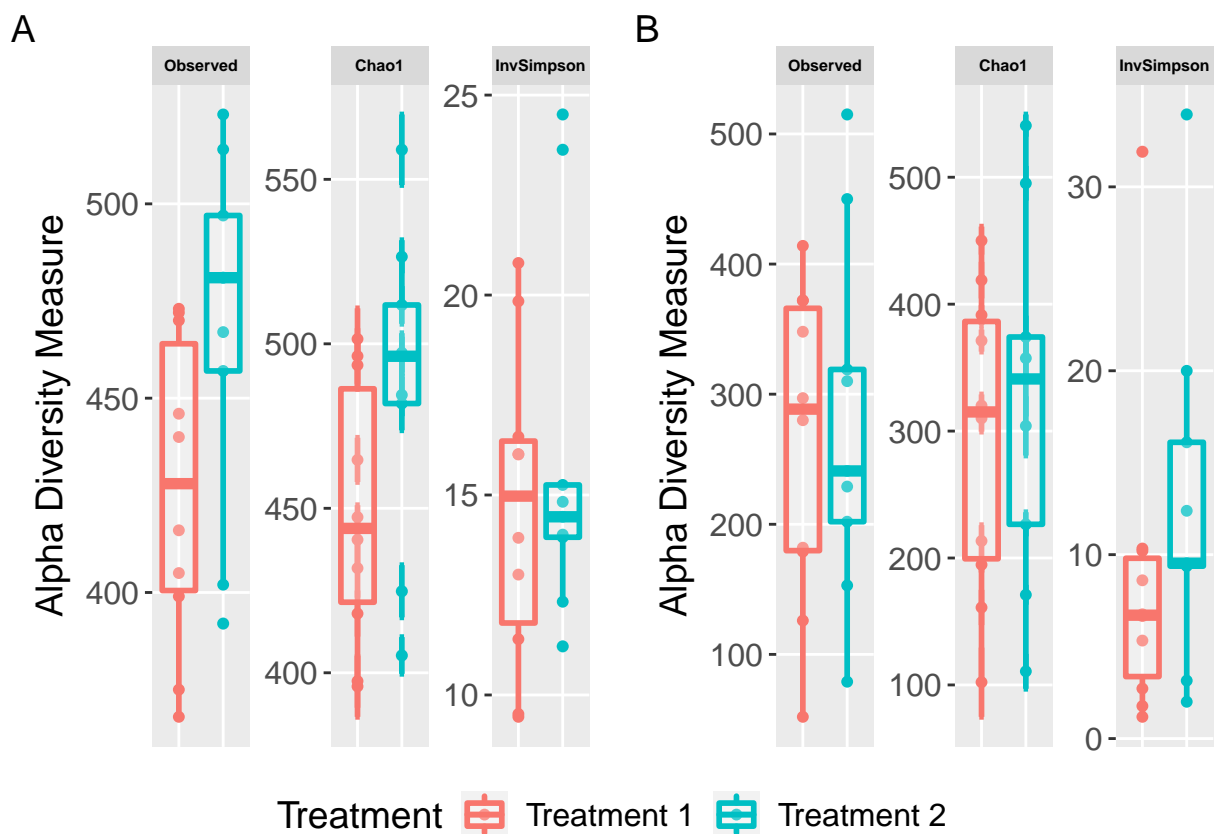 A
B
Observed
Chao1
InvSimpson
Observed
Chao1
InvSimpson
Alpha Diversity Measure
500
450
400
550
500
450
400
25
20
15
10
Alpha Diversity Measure
500
400
300
200
100
500
400
300
200
100
30
20
10
0
Treatment
Treatment 1
Treatment 2